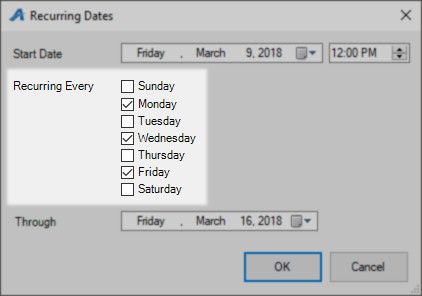 Recurring Dates
Start Date Friday , March 9, 2018 12:00 PM
Recurring Every Sunday
Monday
Tuesday
Wednesday
Thursday
Friday
Saturday
Through Friday , March 16, 2018
OK Cancel